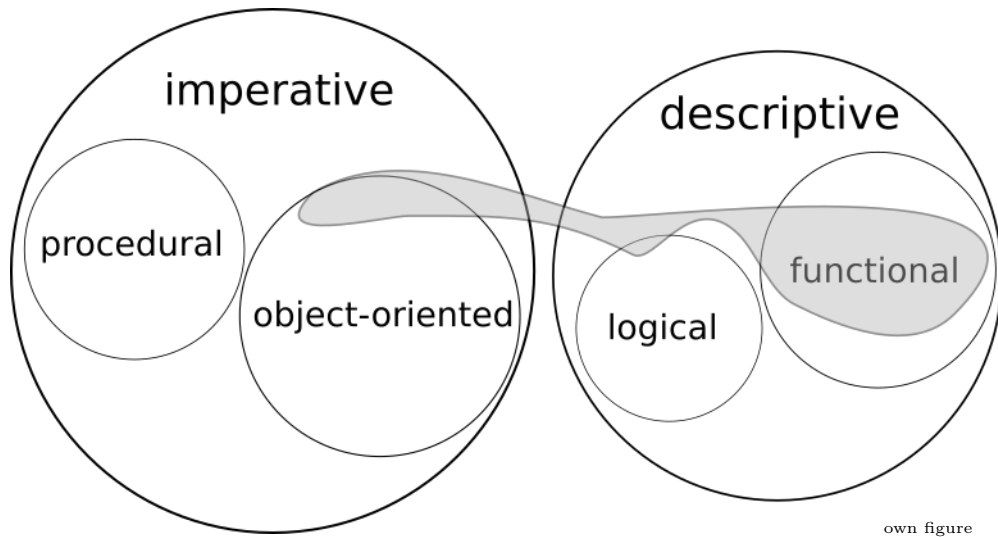 imperative
descriptive
procedural
object-oriented
logical
functional
own figure